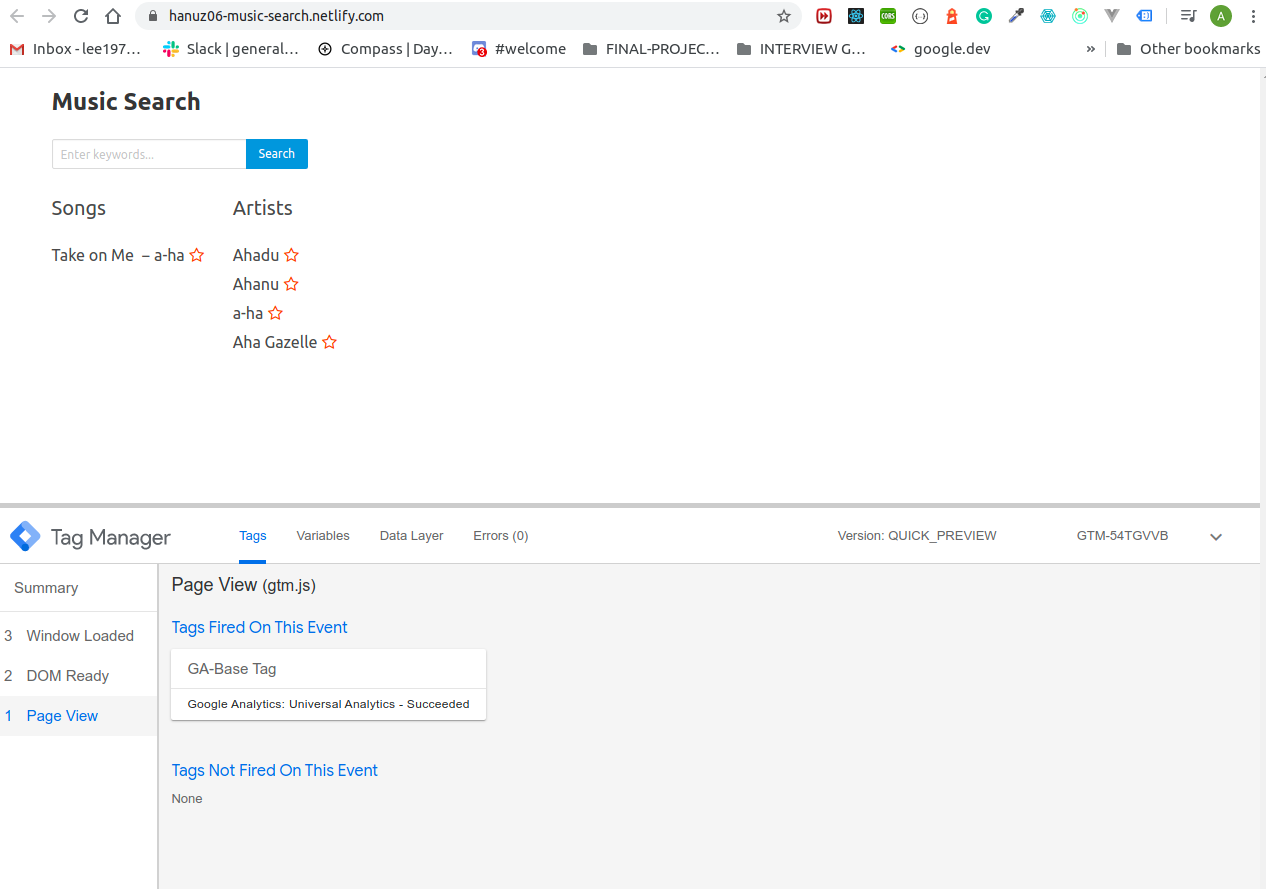 hanuz06-music-search.netlify.com
A
Inbox - lee197... Slack | general... Compass | Day... 3 #welcome FINAL-PROJEC... INTERVIEW G... google.dev » Other bookmarks
Music Search
Enter keywords... Search
Songs Artists
Take on Me – a-ha Ahadu
Ahanu
a-ha
Aha Gazelle
Tag Manager Tags Variables Data Layer Errors (0) Version: QUICK_PREVIEW GTM-54TGVVB
Summary
Page View (gtm.js)
3 Window Loaded
Tags Fired On This Event
2 DOM Ready
GA-Base Tag
1 Page View
Google Analytics: Universal Analytics - Succeeded
Tags Not Fired On This Event
None